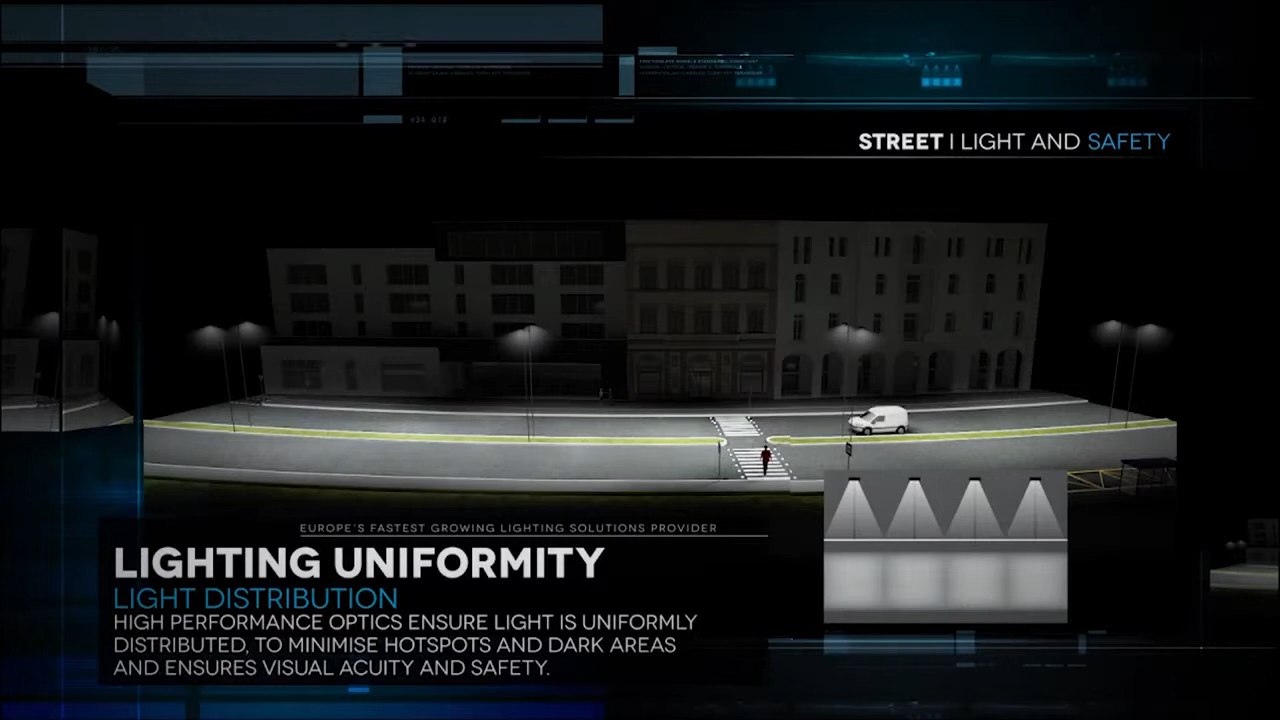 STREET | LIGHT AND SAFETY
EUROPE'S FASTEST GROWING LIGHTING SOLUTIONS PROVIDER
LIGHTING UNIFORMITY
LIGHT DISTRIBUTION
HIGH PERFORMANCE OPTICS ENSURE LIGHT IS UNIFORMLY
DISTRIBUTED, TO MINIMISE HOTSPOTS AND DARK AREAS
AND ENSURES VISUAL ACUITY AND SAFETY.